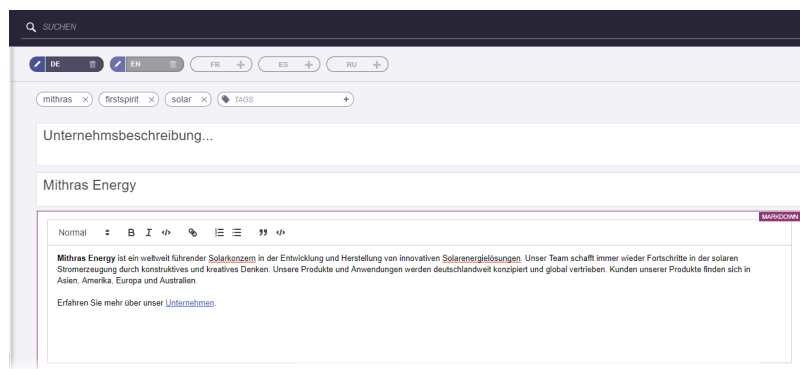 SUCHEN
DE EN FR ES RU
mithras firstspirit solar TAGS
Unternehmsbeschreibung...
Mithras Energy
MARKDOWN
Normal B I
Mithras Energy ist ein weltweit führender Solarkonzern in der Entwicklung und Herstellung von innovativen Solarenergielösungen. Unser Team schafft immer wieder Fortschritte in der solaren
Stromerzeugung durch konstruktives und kreatives Denken. Unsere Produkte und Anwendungen werden deutschlandweit konzipiert und global vertrieben. Kunden unserer Produkte finden sich in
Asien, Amerika, Europa und Australien.
Erfahren Sie mehr über unser Unternehmen.